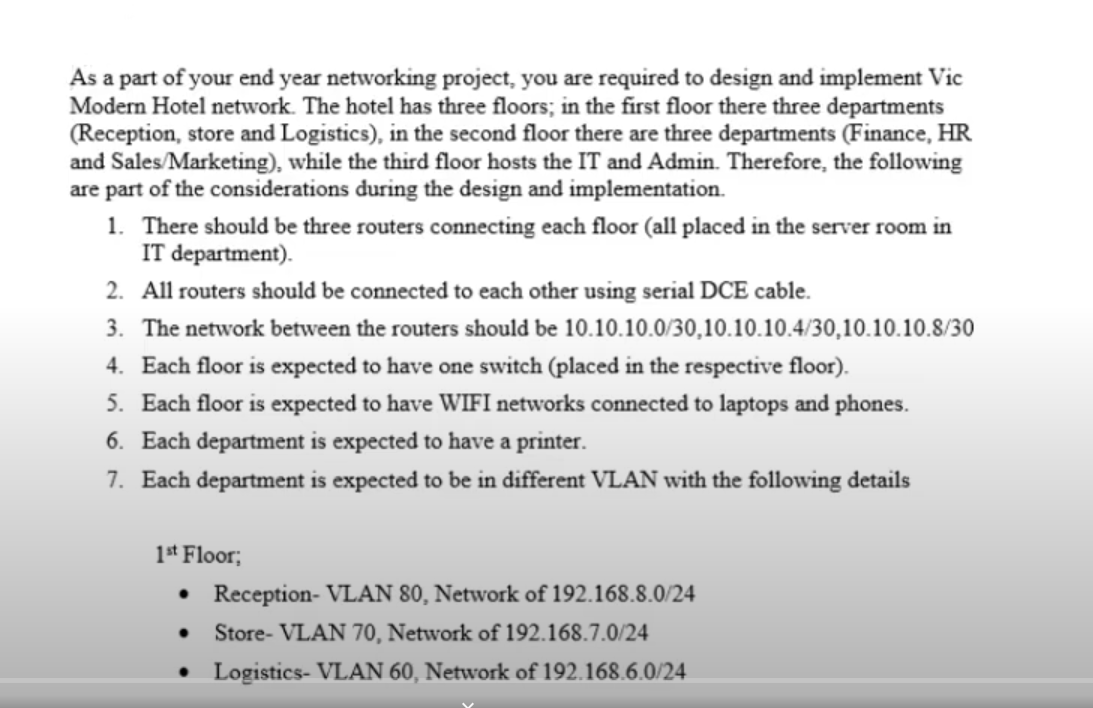 As a part of your end year networking project, you are required to design and implement Vic
Modern Hotel network. The hotel has three floors; in the first floor there three departments
(Reception, store and Logistics), in the second floor there are three departments (Finance, HR
and Sales/Marketing), while the third floor hosts the IT and Admin. Therefore, the following
are part of the considerations during the design and implementation.
1. There should be three routers connecting each floor (all placed in the server room in
IT department).
2. All routers should be connected to each other using serial DCE cable.
3. The network between the routers should be 10.10.10.0/30,10.10.10.4/30,10.10.10.8/30
4. Each floor is expected to have one switch (placed in the respective floor).
5. Each floor is expected to have WIFI networks connected to laptops and phones.
6. Each department is expected to have a printer.
7. Each department is expected to be in different VLAN with the following details
1st Floor;
• Reception- VLAN 80, Network of 192.168.8.0/24
• Store- VLAN 70, Network of 192.168.7.0/24
• Logistics- VLAN 60, Network of 192.168.6.0/24